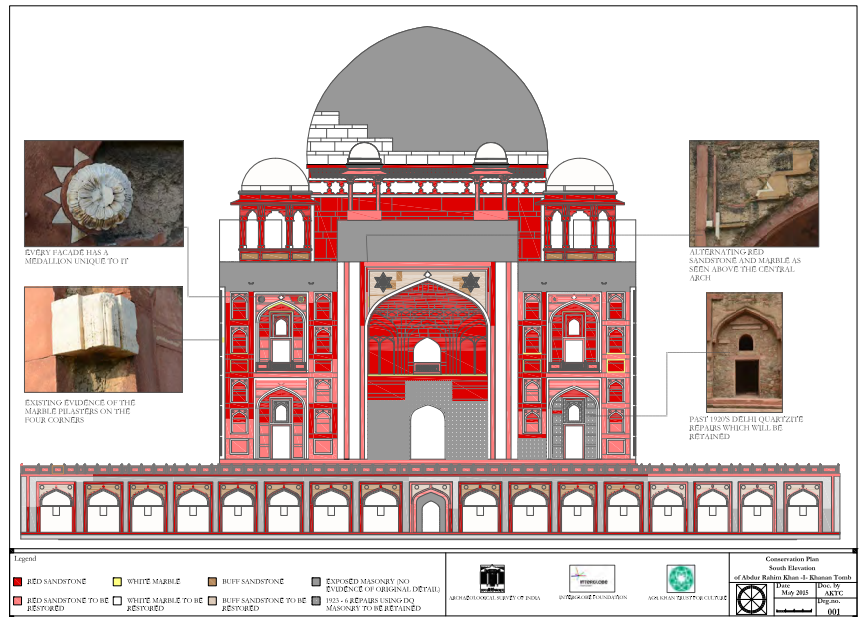 EVERY FACADE HAS A
MEDALLION UNIQUE TO IT
EXISTING EVIDENCE OF THE
MARBLE PILASTERS ON THE
FOUR CORNERS
ALTERNATING RED
SANDSTONE AND MARBLE AS
SEEN ABOVE THE CENTRAL
ARCH
PAST 1920'S DELHI QUARTZITE
REPAIRS WHICH WILL BE
RETAINED
Legend
RED SANDSTONE
WHITE MARBLE
BUFF SANDSTONE
EXPOSED MASONRY (NO
EVIDENCE OF ORIGINAL DETAIL)
RED SANDSTONE TO BE
RESTORED
WHITE MARBLE TO BE
RESTORED
BUFF SANDSTONE TO BE
RESTORED
1923 - 6 REPAIRS USING DQ
MASONRY TO BE RETAINED
ARCHAEOLOGICAL SURVEY OF INDIA
INTERGLOBE
INTERGLOBE FOUNDATION
AGA KHAN TRUST FOR CULTURE
Conservation Plan
South Elevation
of Abdur Rahim Khan -I- Khanan Tomb
Date
May 2015
Doc. by
AKTC
Drg.no.
001